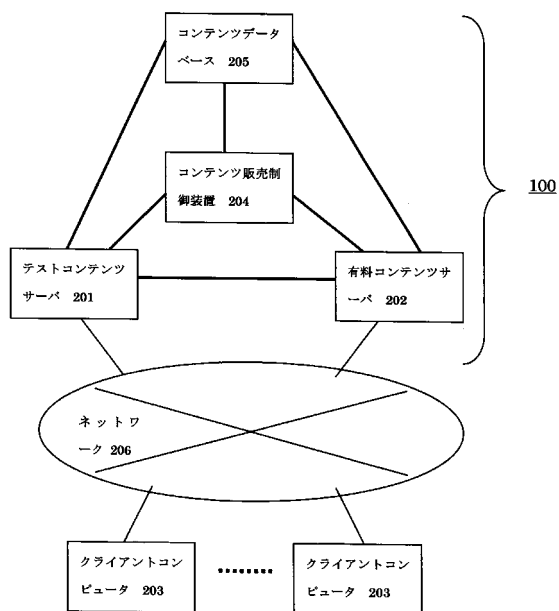 コンテンツデータ
ベース 205
コンテンツ販売制
御装置 204
100
テストコンテンツ
サーバ 201
有料コンテンツサ
ーバ 202
ネットワ
ーク 206
クライアントコン
ピュータ 203
クライアントコン
ピュータ 203